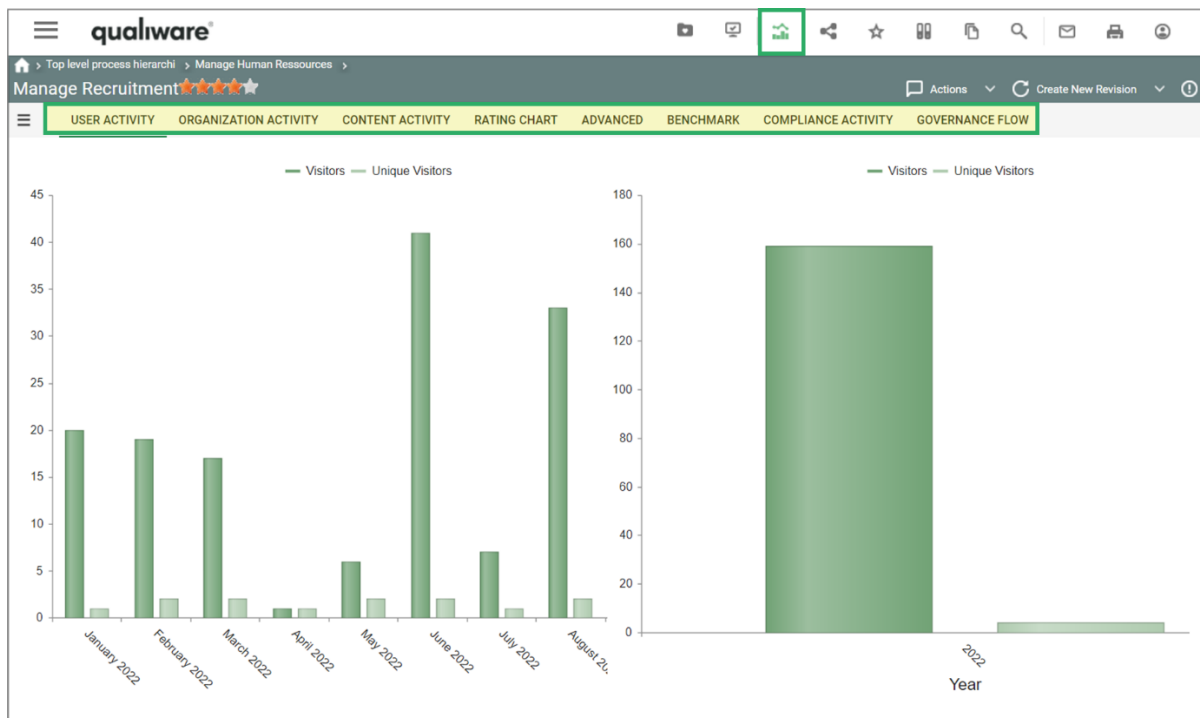 qualiware®
Top level process hierarchi > Manage Human Ressources >
Manage Recruitment
Actions
Create New Revision
USER ACTIVITY ORGANIZATION ACTIVITY CONTENT ACTIVITY RATING CHART ADVANCED BENCHMARK COMPLIANCE ACTIVITY GOVERNANCE FLOW
Visitors Unique Visitors
45
40
35
30
25
20
15
10
5
0
January 2022
February 2022
March 2022
April 2022
May 2022
June 2022
July 2022
August 20
Visitors Unique Visitors
180
160
140
120
100
80
60
40
20
0
2022
Year